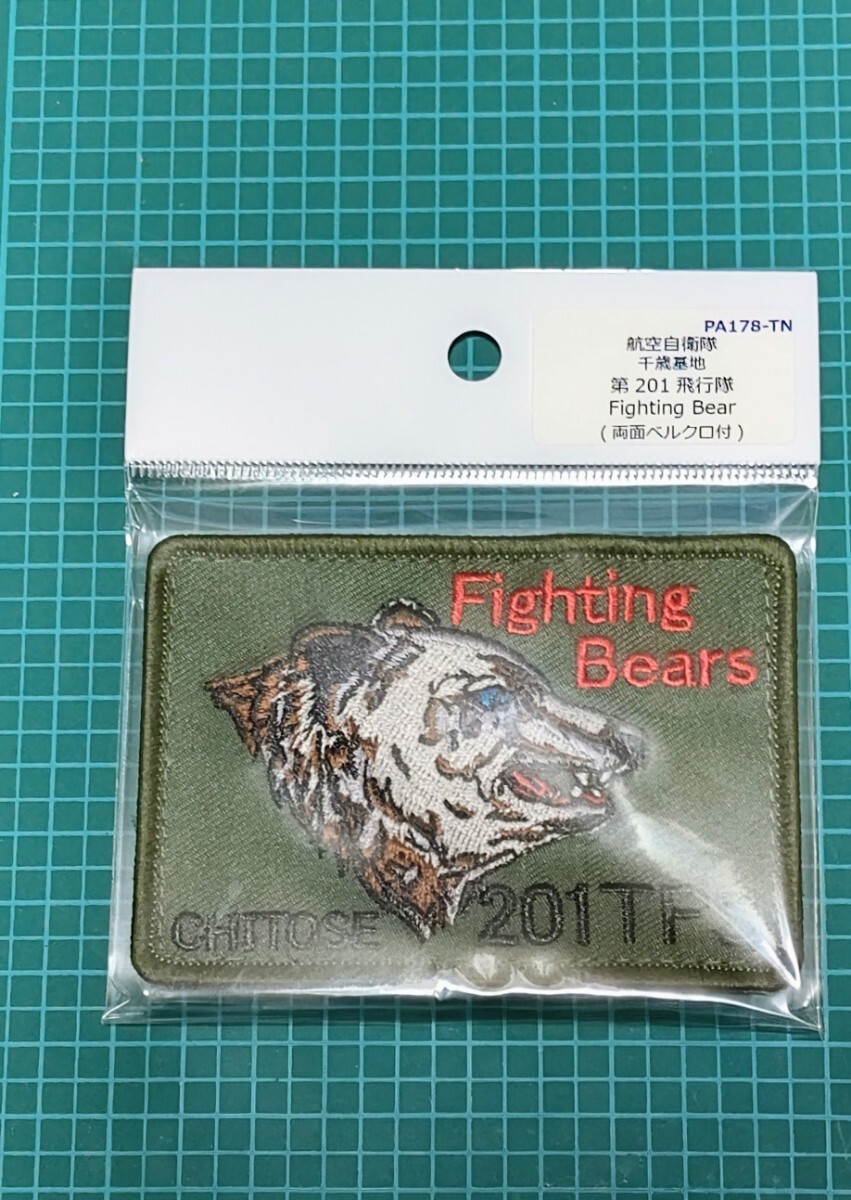 PA178-TN
航空自衛隊
千歳基地
第 201 飛行隊
Fighting Bear
(両面ベルクロ付)
Fighting
Bears
CHITOSE
201